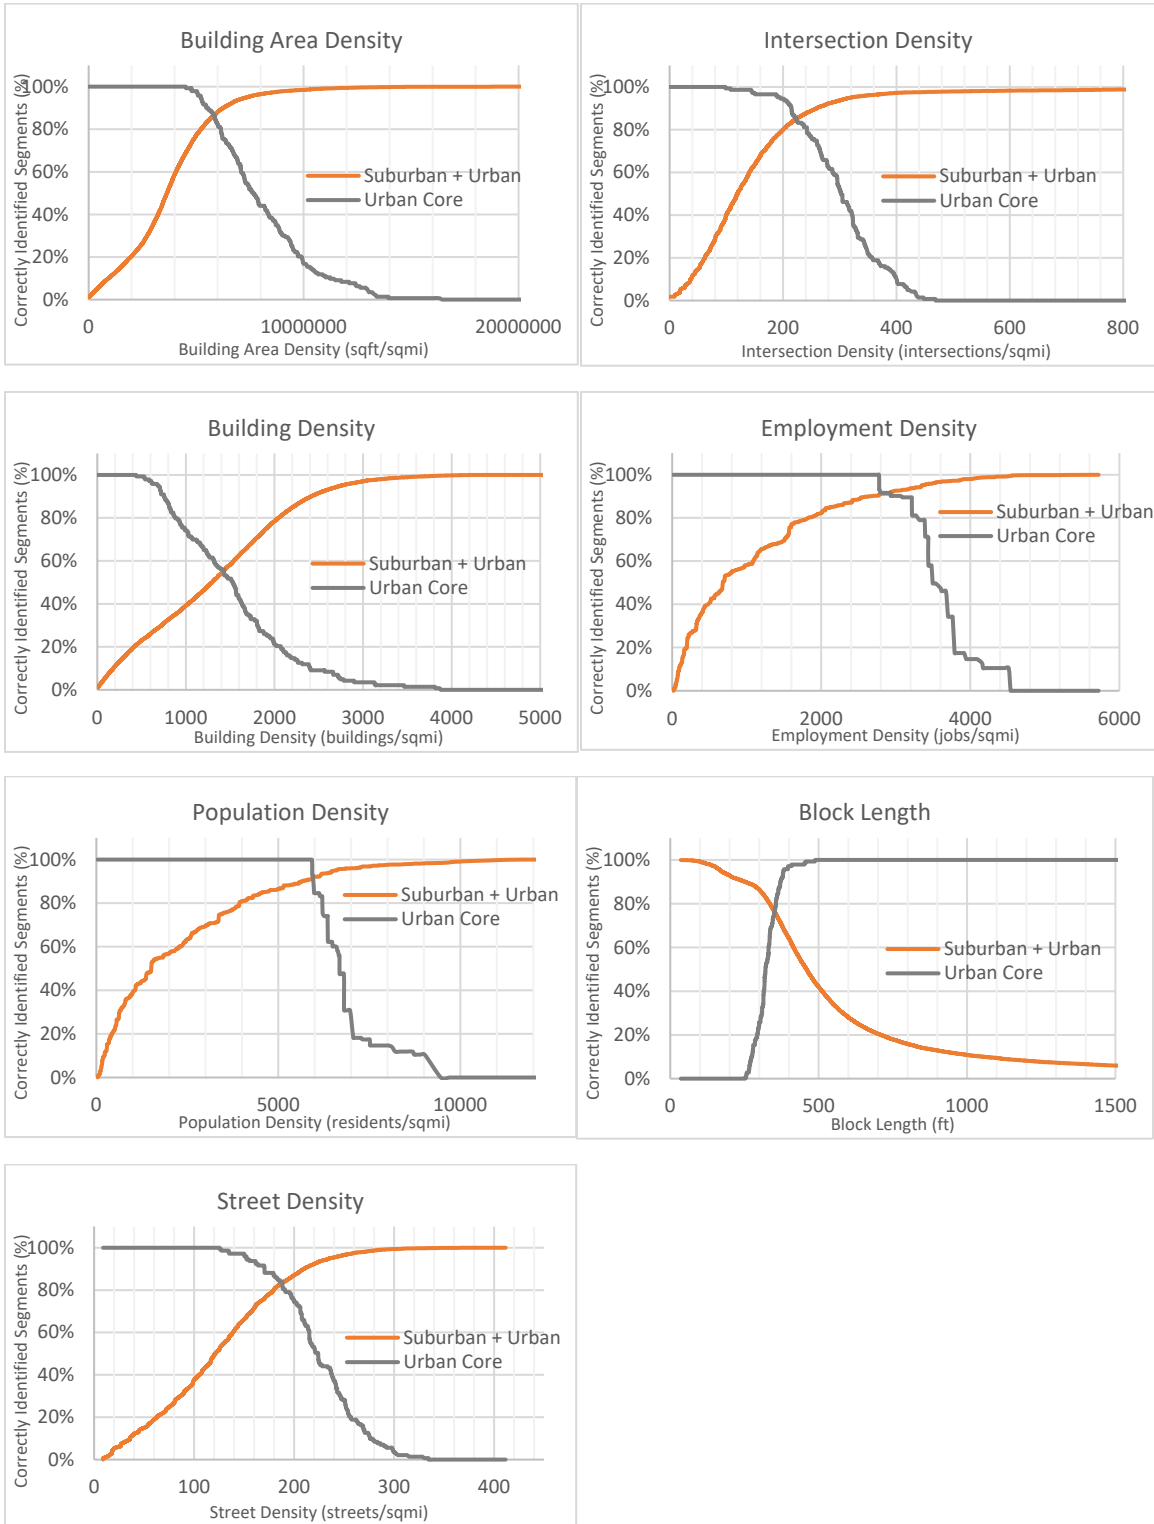 Building Area Density
Correctly Identified Segments (%)
100%
80%
60%
40%
20%
0%
Suburban + Urban
Urban Core
0
10000000
20000000
Building Area Density (sqft/sqmi)
Intersection Density
Correctly Identified Segments (%)
100%
80%
60%
40%
20%
0%
Suburban + Urban
Urban Core
0
200
400
600
800
Intersection Density (intersections/sqmi)
Building Density
Correctly Identified Segments (%)
100%
80%
60%
40%
20%
0%
Suburban + Urban
Urban Core
0
1000
2000
3000
4000
5000
Building Density (buildings/sqmi)
Employment Density
Correctly Identified Segments (%)
100%
80%
60%
40%
20%
0%
Suburban + Urban
Urban Core
0
2000
4000
6000
Employment Density (jobs/sqmi)
Population Density
Correctly Identified Segments (%)
100%
80%
60%
40%
20%
0%
Suburban + Urban
Urban Core
0
5000
10000
Population Density (residents/sqmi)
Block Length
Correctly Identified Segments (%)
100%
80%
60%
40%
20%
0%
Suburban + Urban
Urban Core
0
500
1000
1500
Block Length (ft)
Street Density
Correctly Identified Segments (%)
100%
80%
60%
40%
20%
0%
Suburban + Urban
Urban Core
0
100
200
300
400
Street Density (streets/sqmi)